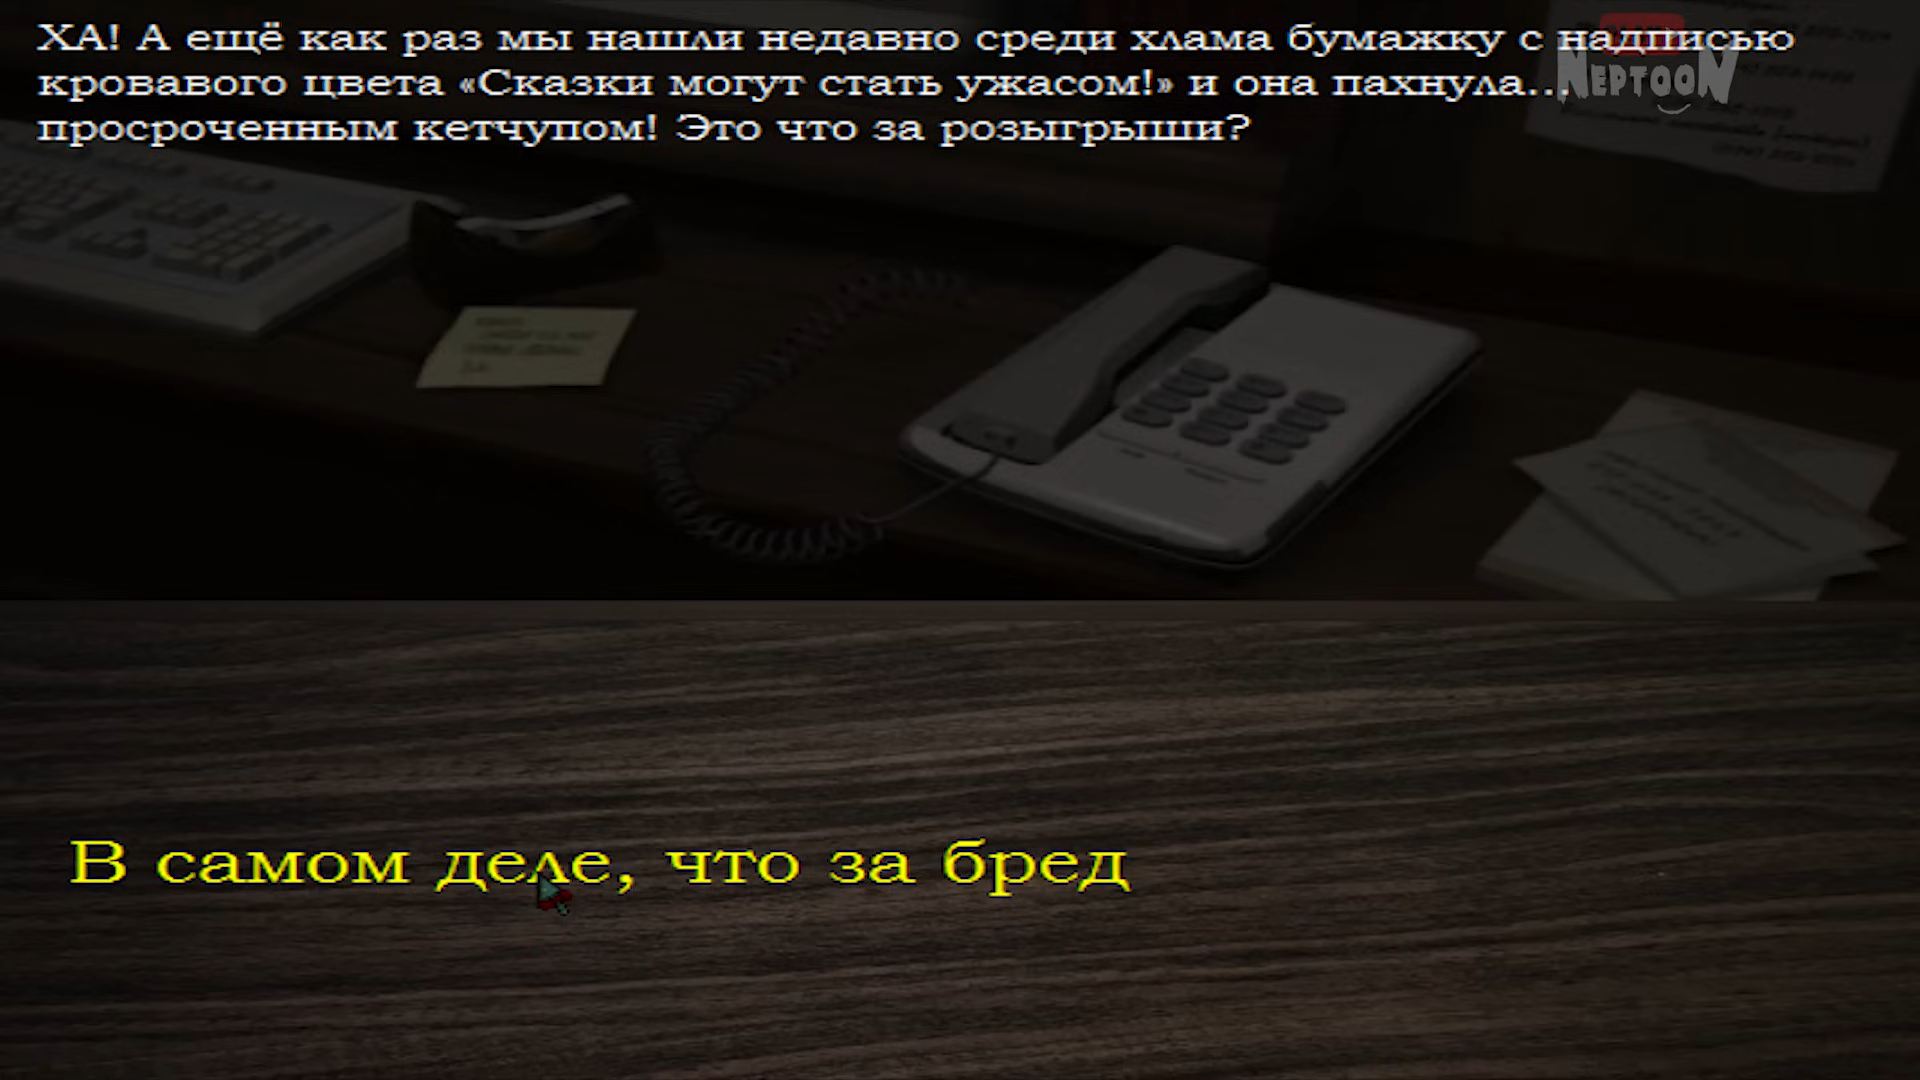 ХА! А ещё как раз мы нашли недавно среди хлама бумажку с надписью
NEPTOON
кровавого цвета «Сказки могут стать ужасом!» и она пахнула...
просроченным кетчупом! Это что за розыгрыши?
В самом деле, что за бред